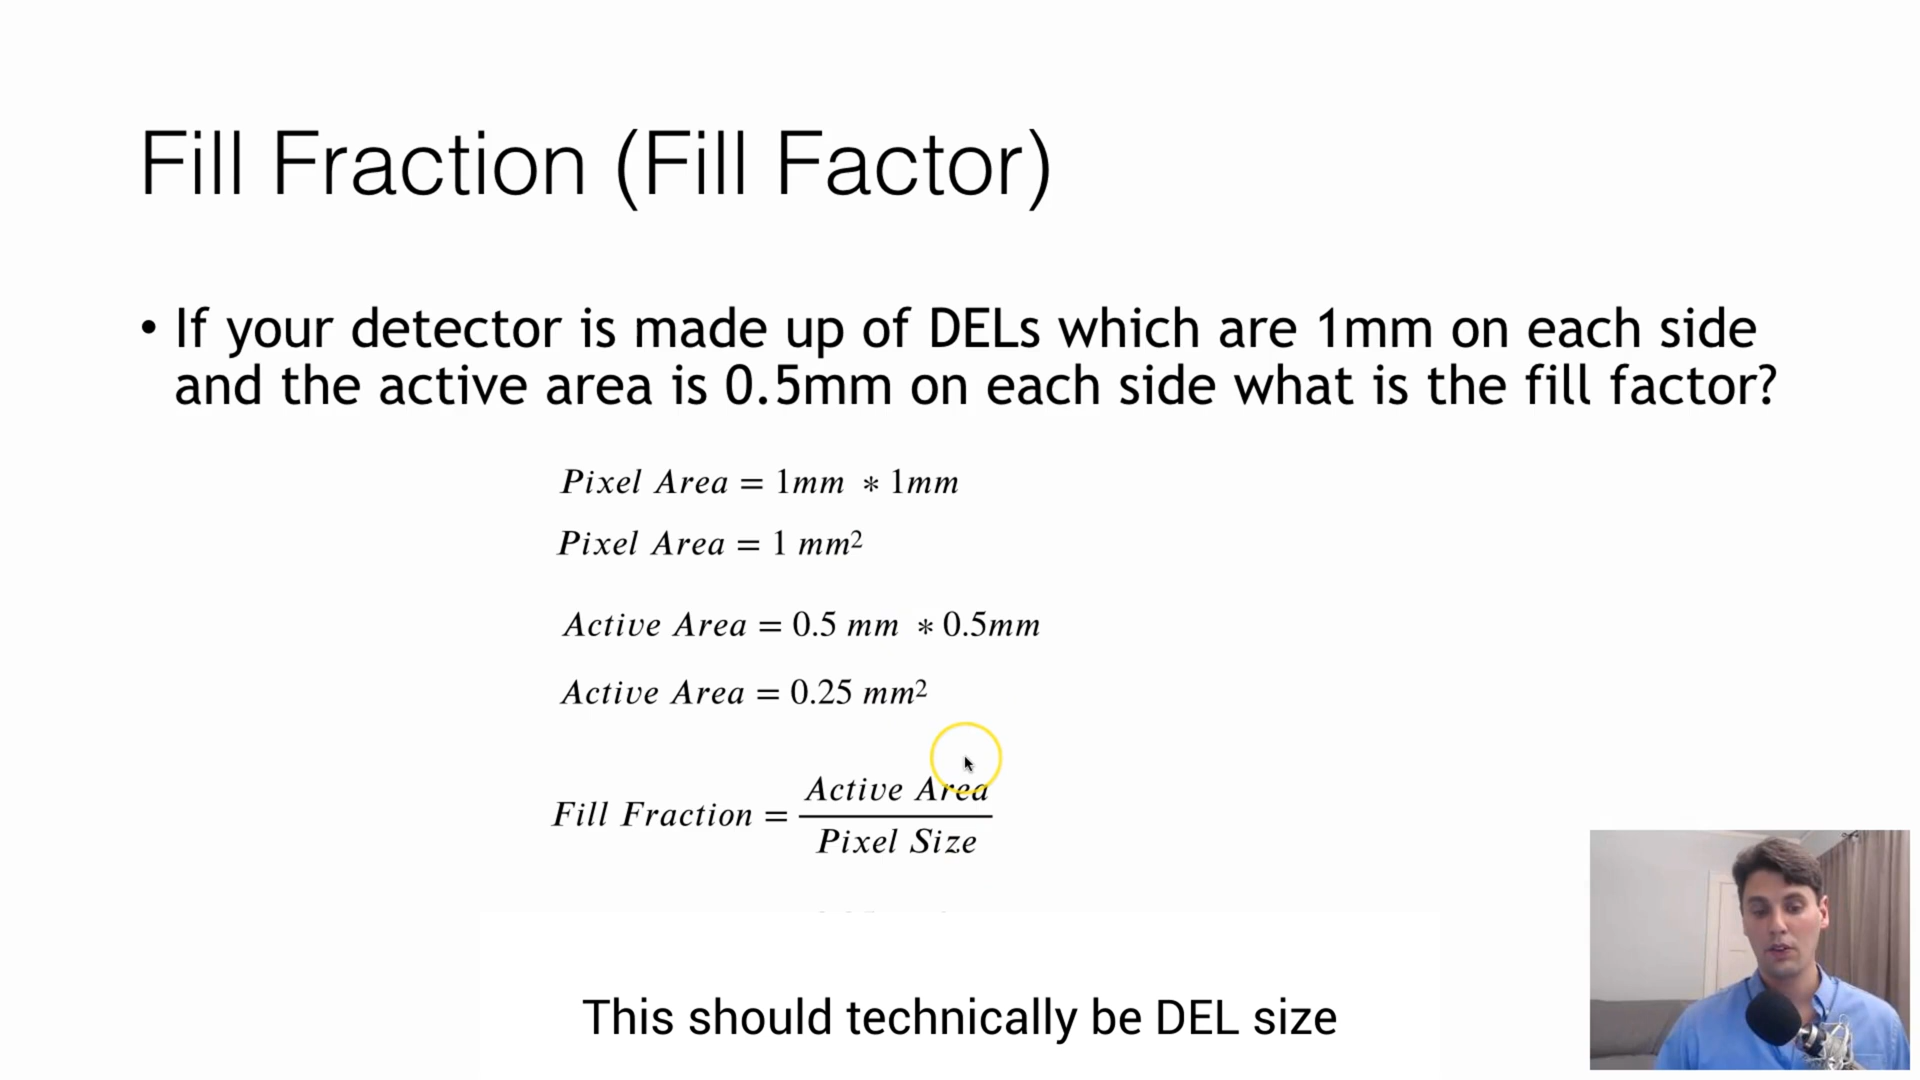 Fill Fraction (Fill Factor)
• If your detector is made up of DELs which are 1mm on each side
and the active area is 0.5mm on each side what is the fill factor?
Pixel Area = 1mm * 1mm
Pixel Area = 1 mm²
Active Area = 0.5 mm * 0.5mm
Active Area = 0.25 mm²
Fill Fraction = Active Area / Pixel Size
This should technically be DEL size